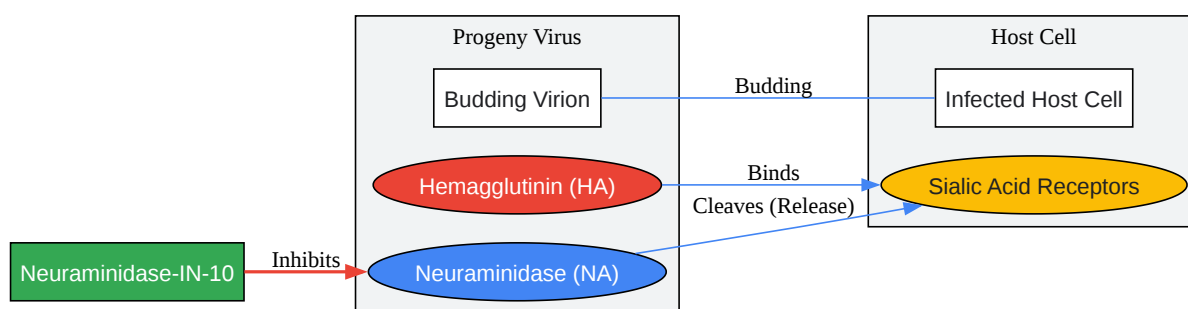 Progeny Virus
Host Cell
Budding Virion
Budding
Infected Host Cell
Hemagglutinin (HA)
Binds
Sialic Acid Receptors
Cleaves (Release)
Neuraminidase-IN-10
Inhibits
Neuraminidase (NA)